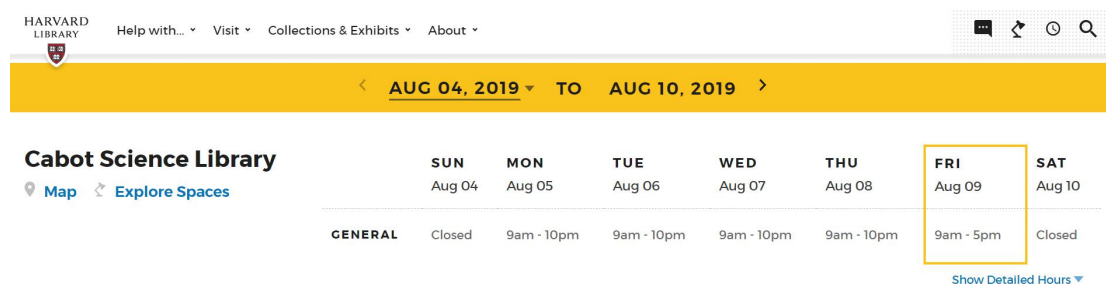 HARVARD
LIBRARY
Help with... Visit Collections & Exhibits About
AUG 04, 2019 TO AUG 10, 2019
Cabot Science Library
Map Explore Spaces
SUN MON TUE WED THU FRI SAT
Aug 04 Aug 05 Aug 06 Aug 07 Aug 08 Aug 09 Aug 10
GENERAL Closed 9am - 10pm 9am - 10pm 9am - 10pm 9am - 10pm 9am - 5pm Closed
Show Detailed Hours